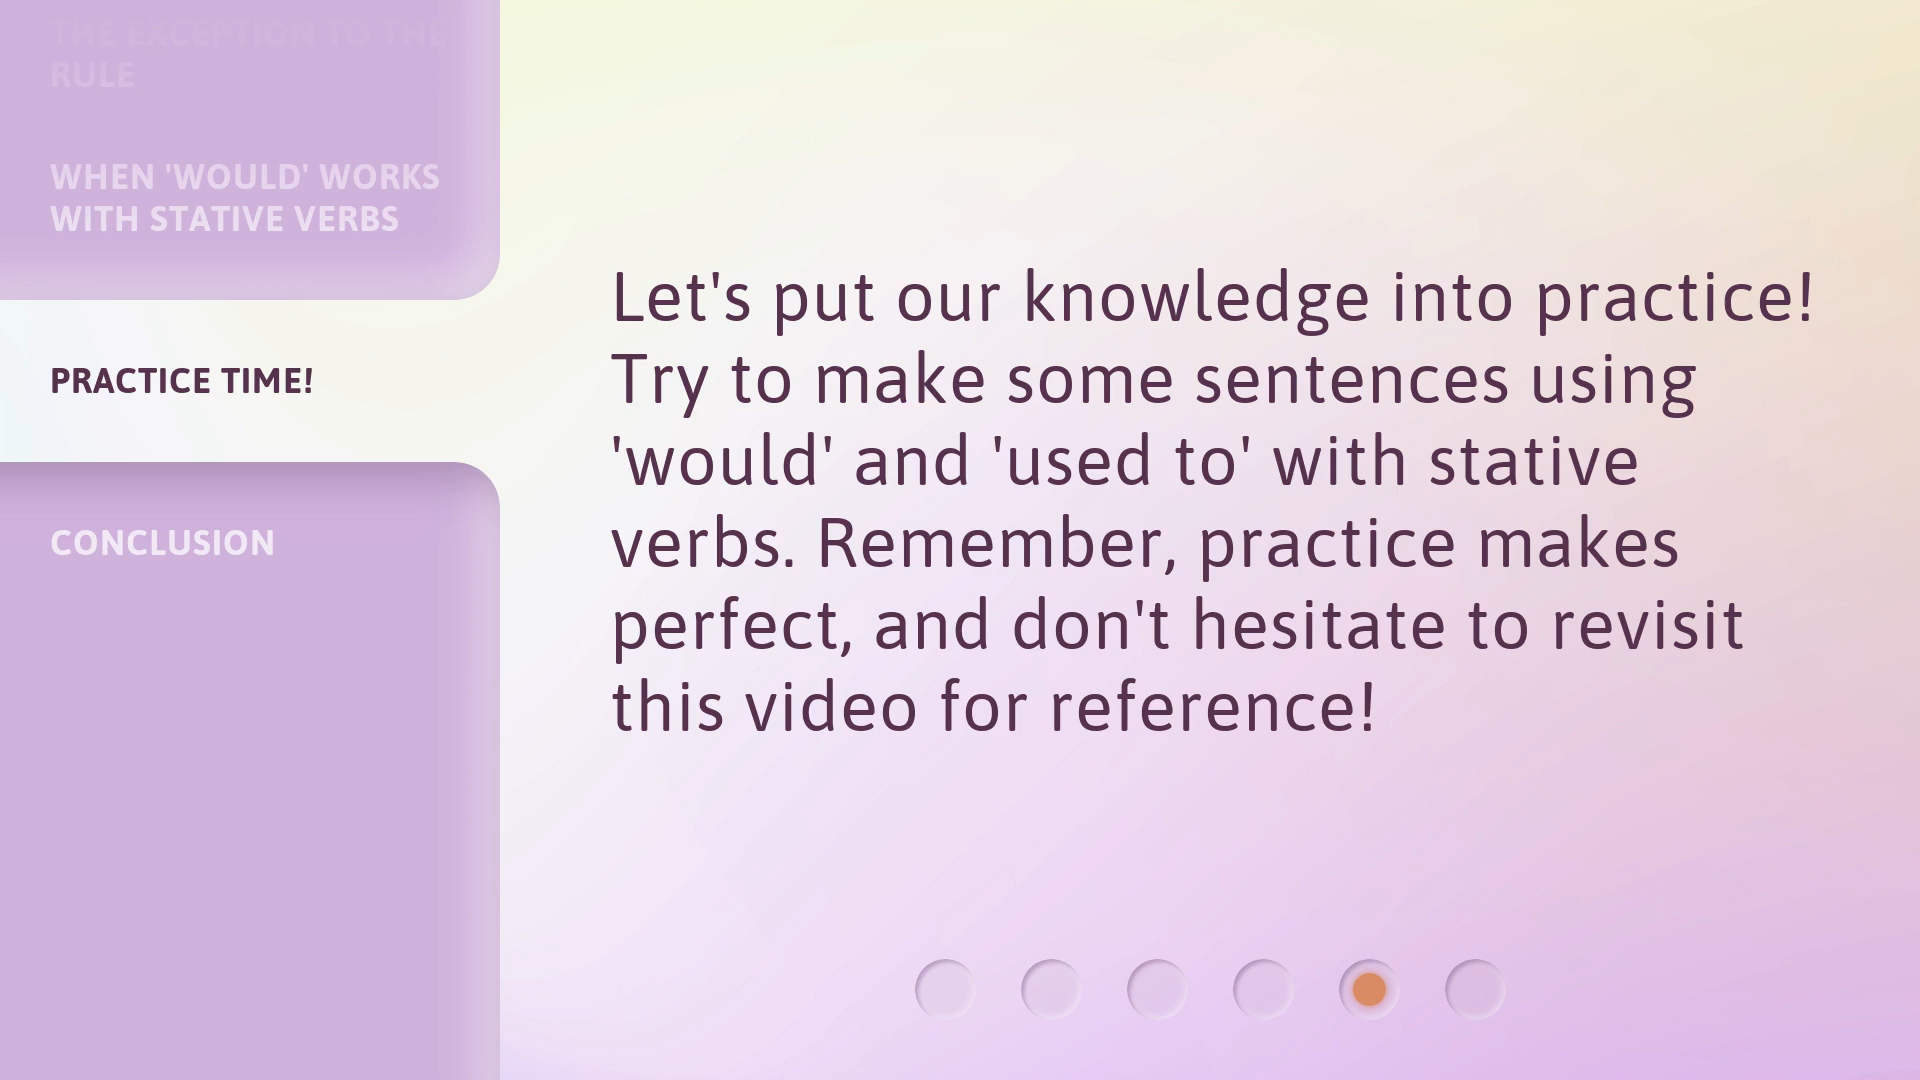 THE EXCEPTION TO THE
RULE
WHEN 'WOULD' WORKS
WITH STATIVE VERBS
PRACTICE TIME!
CONCLUSION
Let's put our knowledge into practice!
Try to make some sentences using
'would' and 'used to' with stative
verbs. Remember, practice makes
perfect, and don't hesitate to revisit
this video for reference!